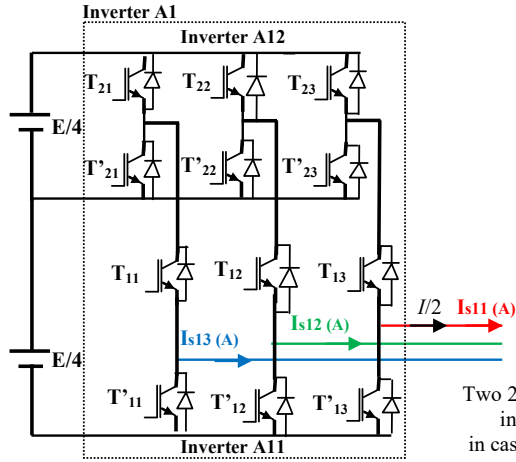 Inverter A1
Inverter A12
T21
T22
T23
E/4
T'21
T'22
T'23
T11
T12
T13
I/2
Is11 (A)
Is12 (A)
Is13 (A)
E/4
T'11
T'12
T'13
Two 2
in
in cas
Inverter A11